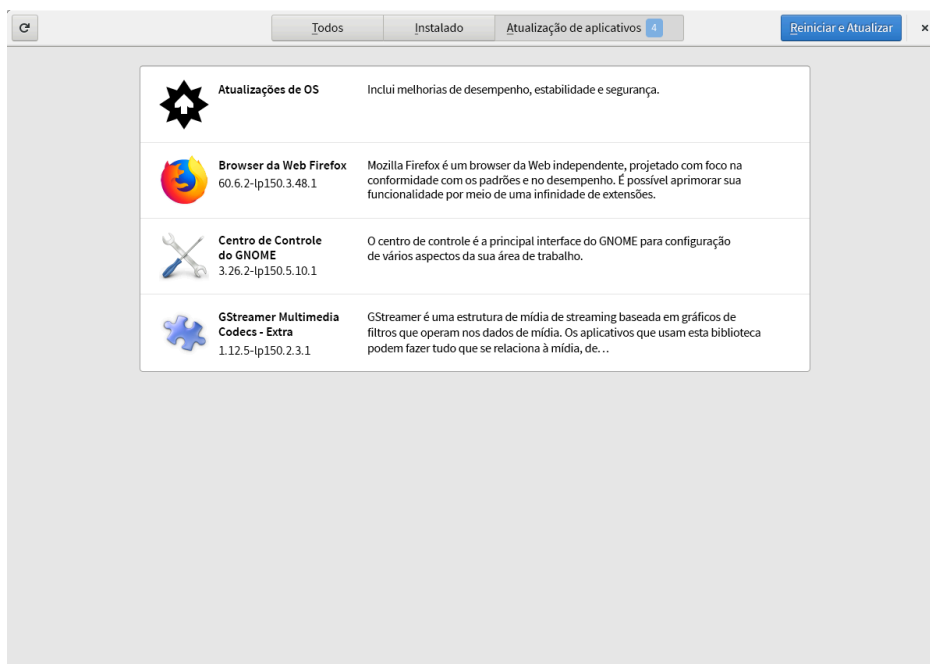 Todos
Instalado
Atualização de aplicativos 4
Reiniciar e Atualizar
Atualizações de OS
Inclui melhorias de desempenho, estabilidade e segurança.
Browser da Web Firefox
60.6.2-lp150.3.48.1
Mozilla Firefox é um browser da Web independente, projetado com foco na
conformidade com os padrões e no desempenho. É possível aprimorar sua
funcionalidade por meio de uma infinidade de extensões.
Centro de Controle
do GNOME
3.26.2-lp150.5.10.1
O centro de controle é a principal interface do GNOME para configuração
de vários aspectos da sua área de trabalho.
GStreamer Multimedia
Codecs - Extra
1.12.5-lp150.2.3.1
GStreamer é uma estrutura de mídia de streaming baseada em gráficos de
filtros que operam nos dados de mídia. Os aplicativos que usam esta biblioteca
podem fazer tudo que se relaciona à mídia, de…